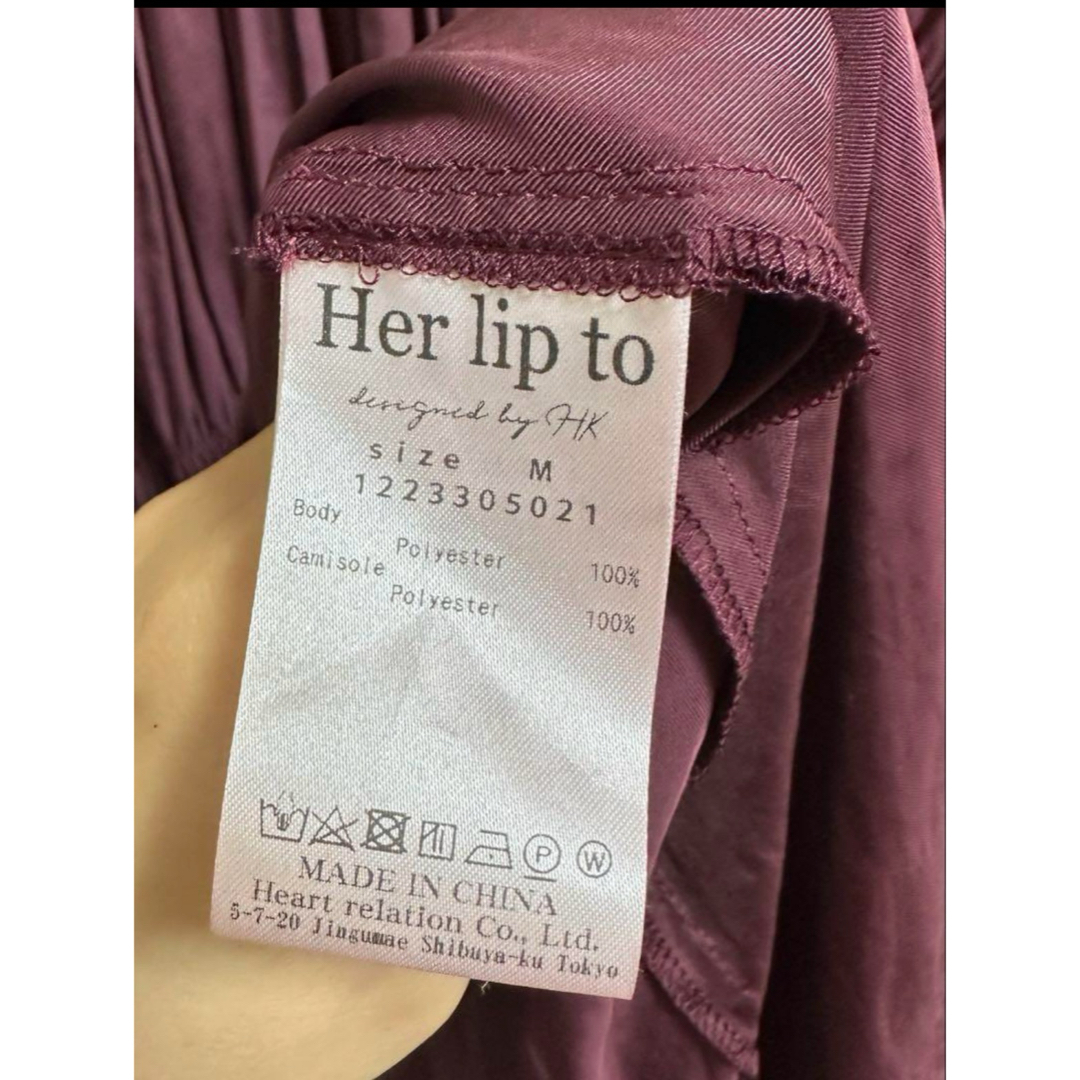 Her lip to
designed by HK
size M
1223305021
Body
Polyester 100%
Camisole
Polyester 100%
P W
MADE IN CHINA
Heart relation Co., Ltd.
5-7-20 Jingumae Shibuya-ku Tokyo